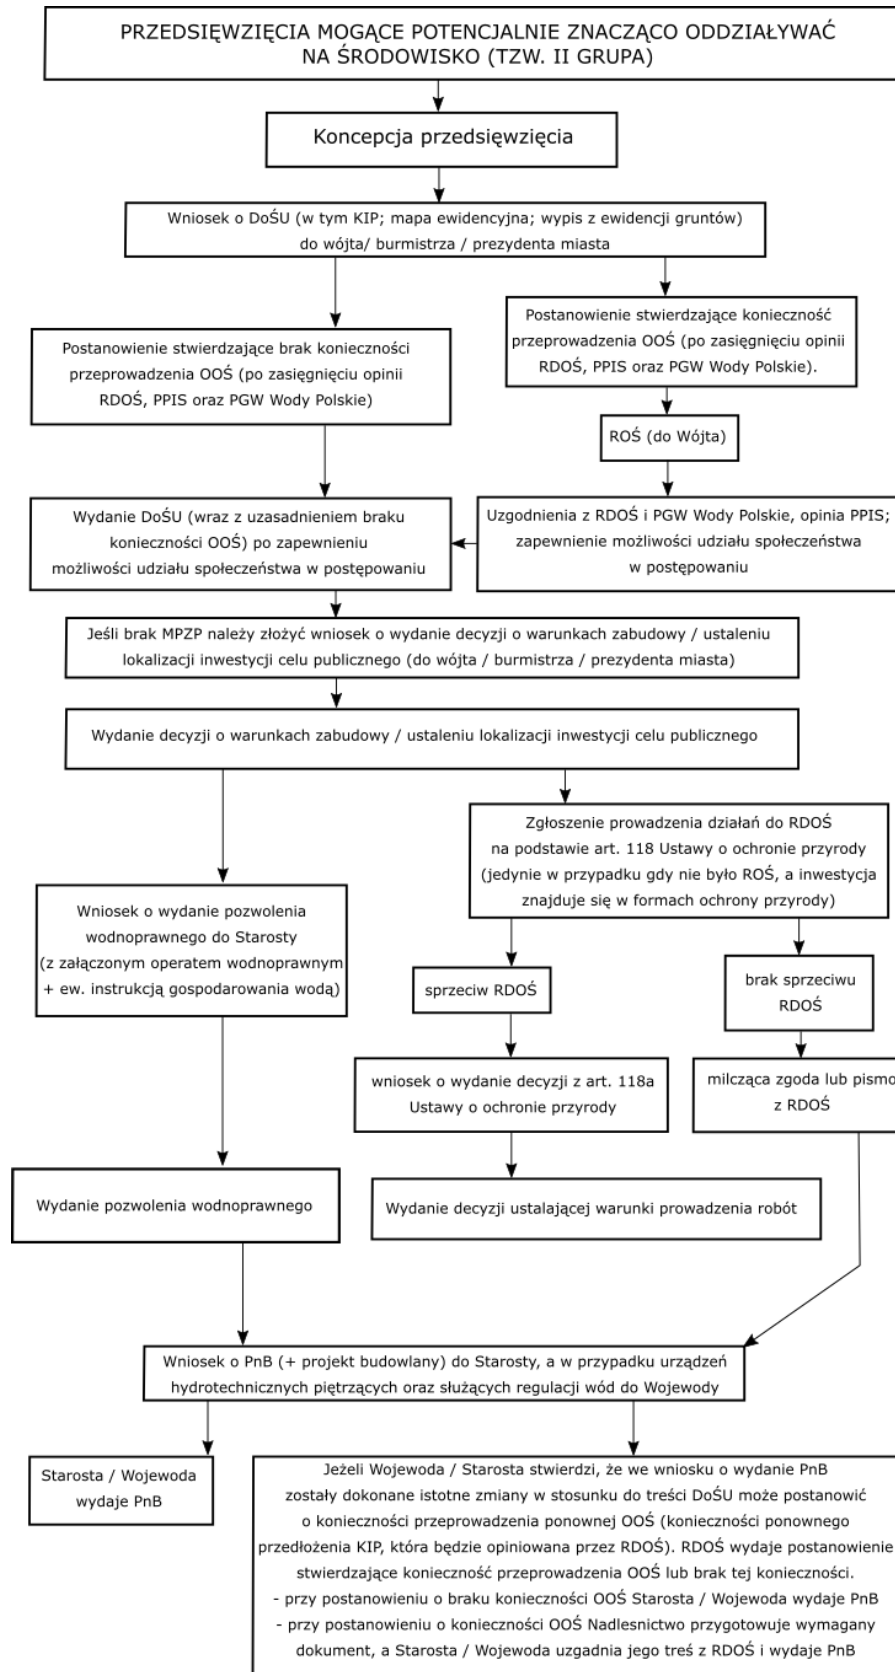 PRZEDSIĘWZIĘCIA MOGĄCE POTENCJALNIE ZNACZĄCO ODDZIAŁYWAĆ
NA ŚRODOWISKO (TZW. II GRUPA)
Koncepcja przedsięwzięcia
Wniosek o DoŚU (w tym KIP; mapa ewidencyjna; wypis z ewidencji gruntów)
do wójta/ burmistrza / prezydenta miasta
Postanowienie stwierdzające brak konieczności
przeprowadzenia OOŚ (po zasięgnięciu opinii
RDOŚ, PPIS oraz PGW Wody Polskie)
Postanowienie stwierdzające konieczność
przeprowadzenia OOŚ (po zasięgnięciu opinii
RDOŚ, PPIS oraz PGW Wody Polskie).
ROŚ (do Wójta)
Wydanie DoŚU (wraz z uzasadnieniem braku
konieczności OOŚ) po zapewnieniu
możliwości udziału społeczeństwa w postępowaniu
Uzgodnienia z RDOŚ i PGW Wody Polskie, opinia PPIS;
zapewnienie możliwości udziału społeczeństwa
w postępowaniu
Jeśli brak MPZP należy złożyć wniosek o wydanie decyzji o warunkach zabudowy / ustaleniu
lokalizacji inwestycji celu publicznego (do wójta / burmistrza / prezydenta miasta)
Wydanie decyzji o warunkach zabudowy / ustaleniu lokalizacji inwestycji celu publicznego
Zgłoszenie prowadzenia działań do RDOŚ
na podstawie art. 118 Ustawy o ochronie przyrody
(jedynie w przypadku gdy nie było ROŚ, a inwestycja
znajduje się w formach ochrony przyrody)
Wniosek o wydanie pozwolenia
wodnoprawnego do Starosty
(z załączonym operatem wodnoprawnym
+ ew. instrukcją gospodarowania wodą)
sprzeciw RDOŚ
brak sprzeciwu
RDOŚ
wniosek o wydanie decyzji z art. 118a
Ustawy o ochronie przyrody
milcząca zgoda lub pismo
z RDOŚ
Wydanie pozwolenia wodnoprawnego
Wydanie decyzji ustalającej warunki prowadzenia robót
Wniosek o PnB (+ projekt budowlany) do Starosty, a w przypadku urządzeń
hydrotechnicznych piętrzących oraz służących regulacji wód do Wojewody
Starosta / Wojewoda
wydaje PnB
Jeżeli Wojewoda / Starosta stwierdzi, że we wniosku o wydanie PnB
zostały dokonane istotne zmiany w stosunku do treści DoŚU może postanowić
o konieczności przeprowadzenia ponownej OOŚ (konieczności ponownego
przedłożenia KIP, która będzie opiniowana przez RDOŚ). RDOŚ wydaje postanowienie
stwierdzające konieczność przeprowadzenia OOŚ lub brak tej konieczności.
- przy postanowieniu o braku konieczności OOŚ Starosta / Wojewoda wydaje PnB
- przy postanowieniu o konieczności OOŚ Nadlesnictwo przygotowuje wymagany
dokument, a Starosta / Wojewoda uzgadnia jego treś z RDOŚ i wydaje PnB